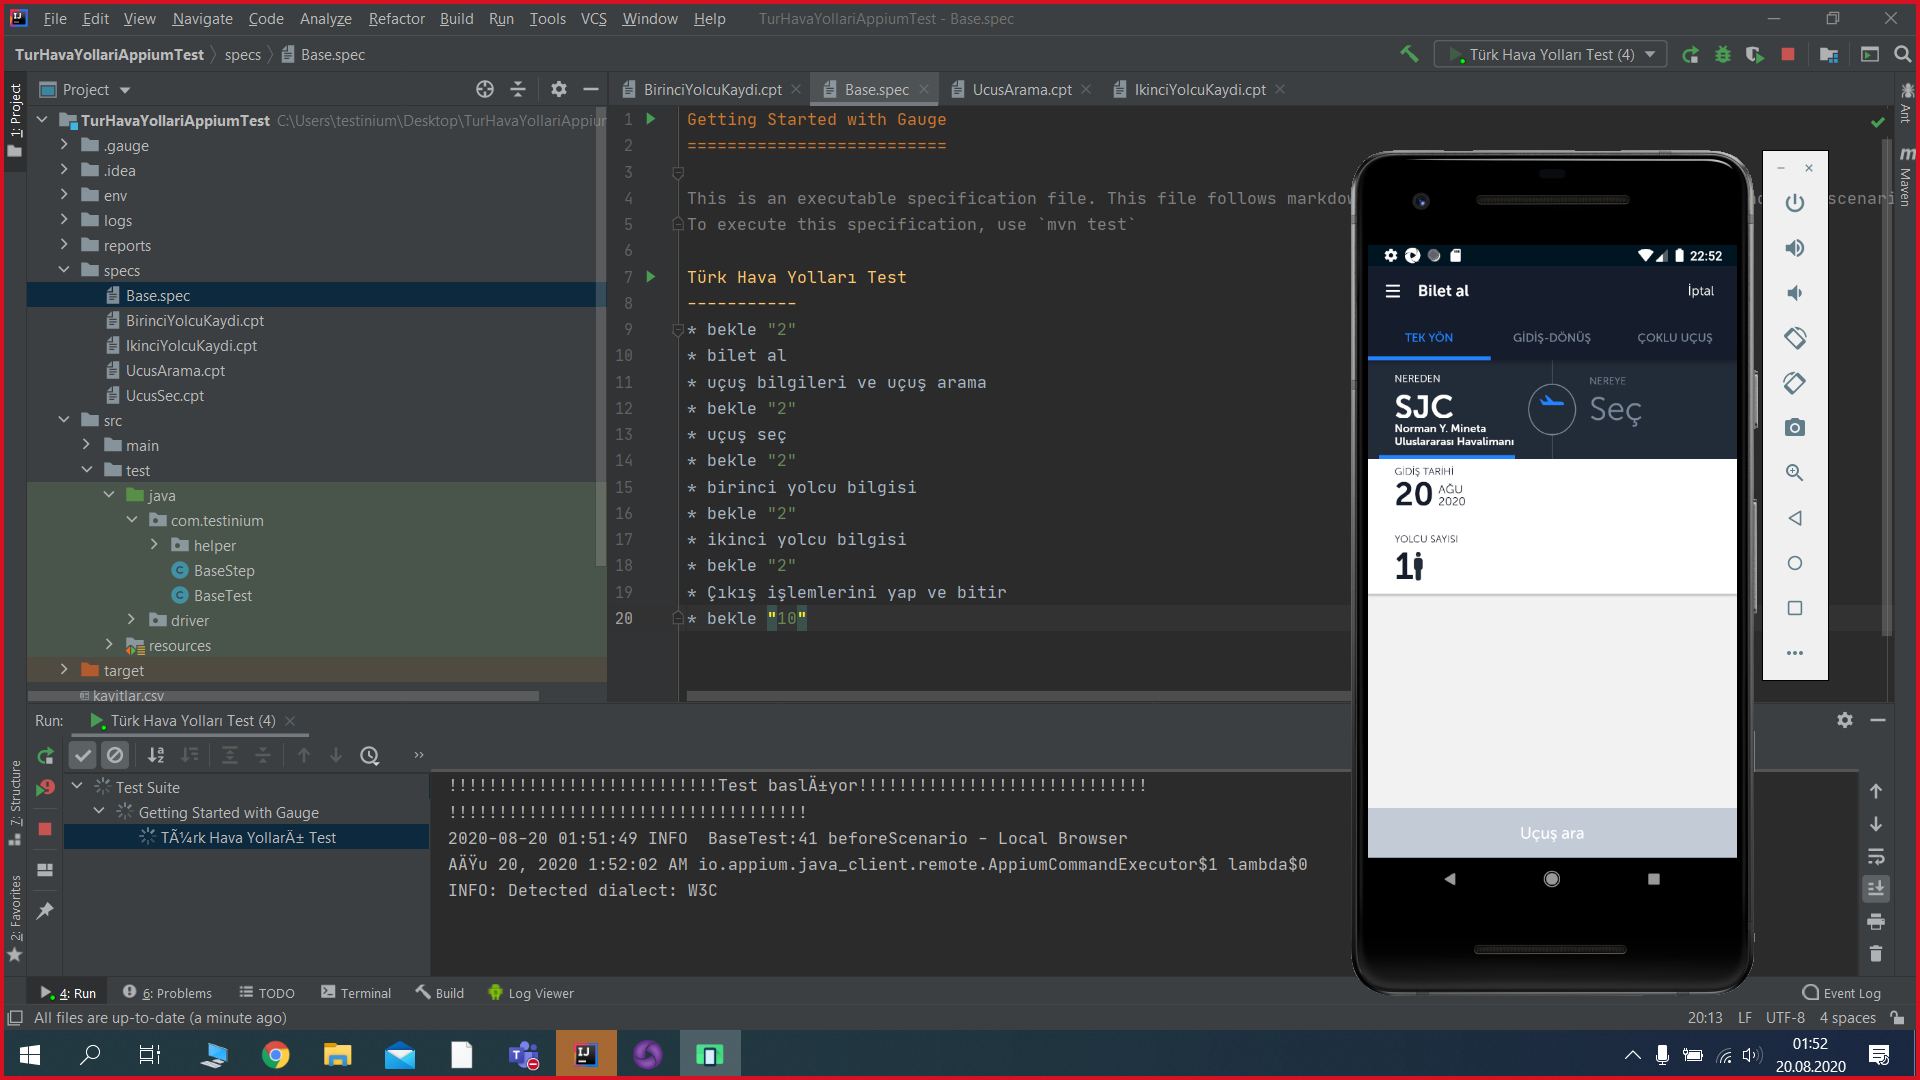 File Edit View Navigate Code Analyze Refactor Build Run Tools VCS Window Help TurHavaYollariAppiumTest - Base.spec
TurHavaYollariAppiumTest specs Base.spec
Türk Hava Yolları Test (4)
1: Project
Project
BirinciYolcuKaydi.cpt
Base.spec
UcusArama.cpt
IkinciYolcuKaydi.cpt
Ant
Maven
TurHavaYollariAppiumTest C:\Users\testinium\Desktop\TurHavaYollariAppiur
.gauge
.idea
env
logs
reports
specs
Base.spec
BirinciYolcuKaydi.cpt
IkinciYolcuKaydi.cpt
UcusArama.cpt
UcusSec.cpt
src
main
test
java
com.testinium
helper
BaseStep
BaseTest
driver
resources
target
kayitlar.csv
1 Getting Started with Gauge
2 ==========================
3
4 This is an executable specification file. This file follows markdow
scenari
5 To execute this specification, use `mvn test`
6
7 Türk Hava Yolları Test
8 -----------
9 * bekle "2"
10 * bilet al
11 * uçuş bilgileri ve uçuş arama
12 * bekle "2"
13 * uçuş seç
14 * bekle "2"
15 * birinci yolcu bilgisi
16 * bekle "2"
17 * ikinci yolcu bilgisi
18 * bekle "2"
19 * Çıkış işlemlerini yap ve bitir
20 * bekle "10"
22:52
Bilet al İptal
TEK YÖN GİDİŞ-DÖNÜŞ ÇOKLU UÇUŞ
NEREDEN
SJC
Norman Y. Mineta
Uluslararası Havalimanı
NEREYE
Seç
GİDİŞ TARİHİ
20 AĞU
2020
YOLCU SAYISI
1
Uçuş ara
Run: Türk Hava Yolları Test (4)
Test Suite
Getting Started with Gauge
TÃ¼rk Hava YollarÄ± Test
!!!!!!!!!!!!!!!!!!!!!!!!!!!Test baslÄ±yor!!!!!!!!!!!!!!!!!!!!!!!!!!!!!
!!!!!!!!!!!!!!!!!!!!!!!!!!!!!!!!!!!!
2020-08-20 01:51:49 INFO  BaseTest:41 beforeScenario - Local Browser
AÄŸu 20, 2020 1:52:02 AM io.appium.java_client.remote.AppiumCommandExecutor$1 lambda$0
INFO: Detected dialect: W3C
7: Structure
2: Favorites
4: Run 6: Problems TODO Terminal Build Log Viewer Event Log
All files are up-to-date (a minute ago) 20:13 LF UTF-8 4 spaces
01:52
20.08.2020